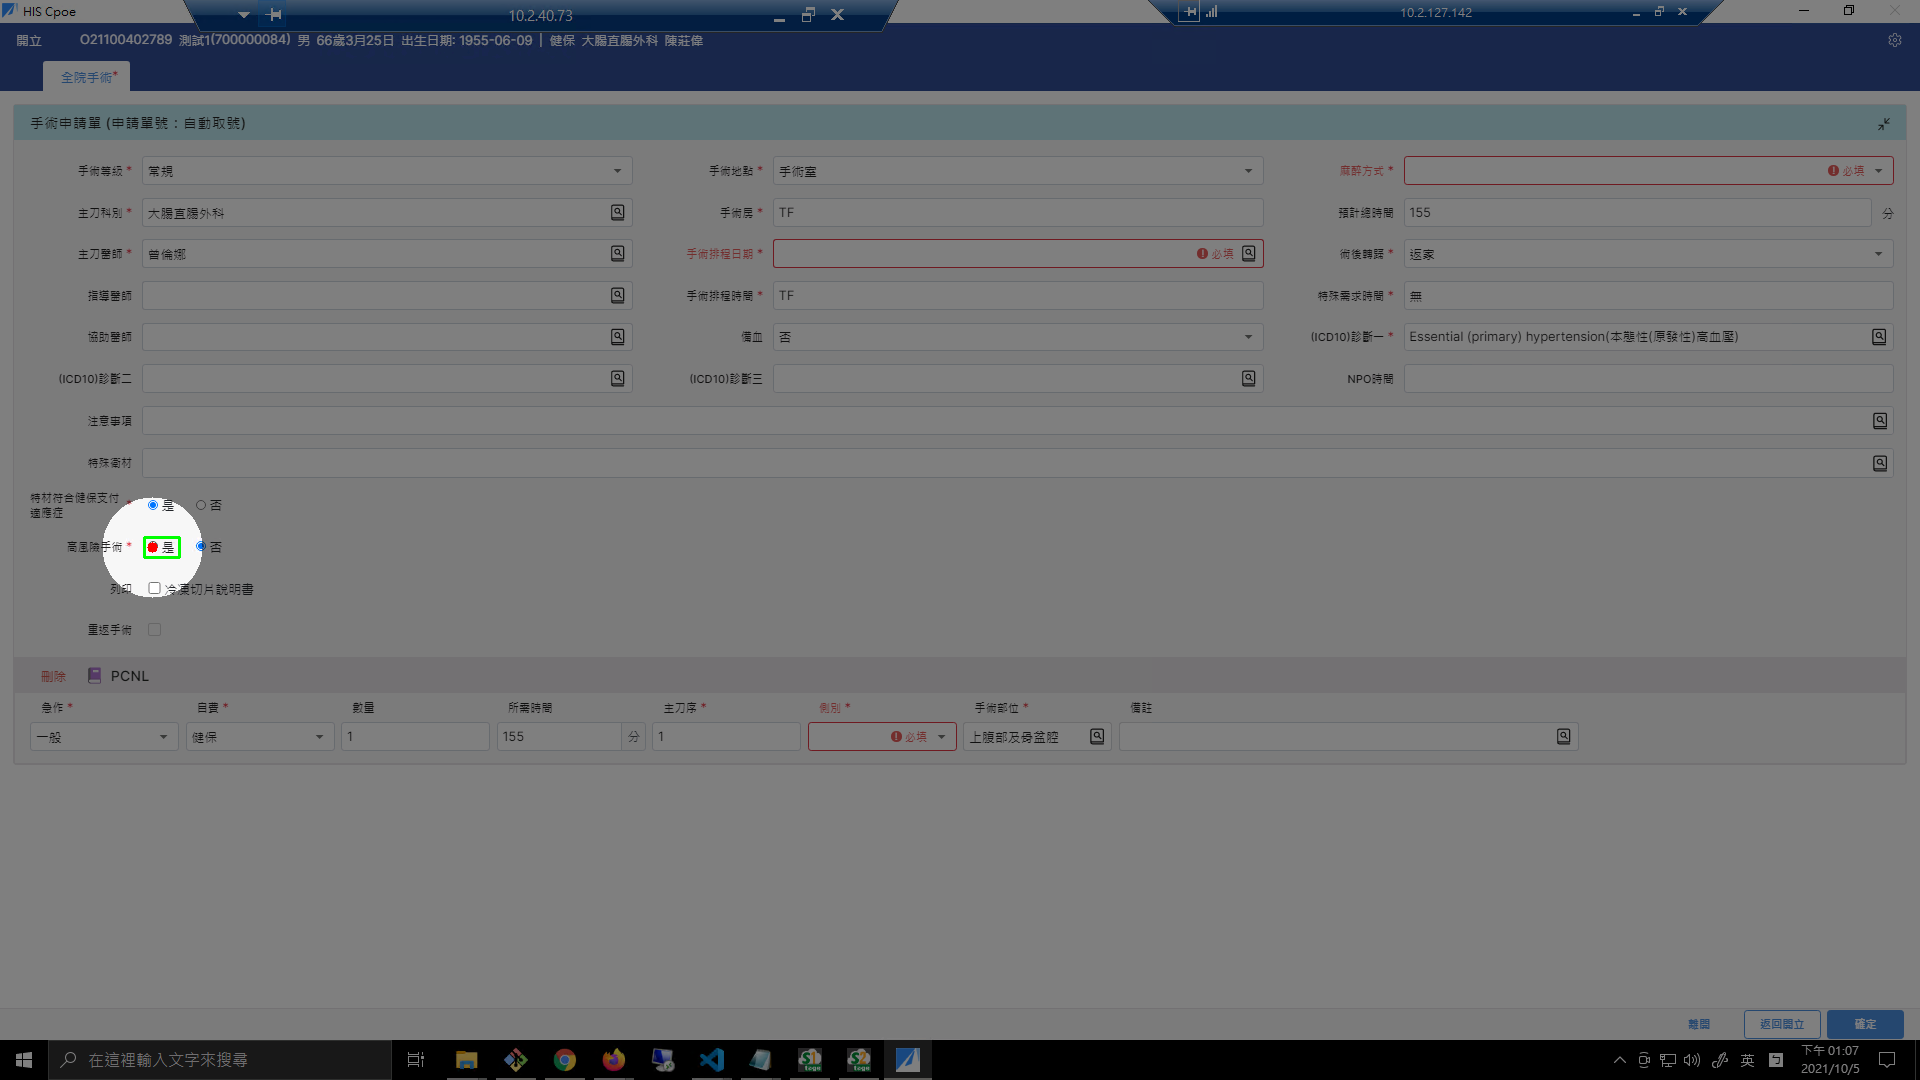 HIS Cpoe
10.2.40.73
10.2.127.142
開立 O21100402789 測試1(700000084) 男 66歲3月25日 出生日期: 1955-06-09 | 健保 大腸直腸外科 陳莊偉
全院手術*
手術申請單 (申請單號：自動取號)
手術等級 * 常規 手術地點 * 手術室 麻醉方式 * 必填
主刀科別 * 大腸直腸外科 手術房 * TF 預計總時間 155 分
主刀醫師 * 曾倫娜 手術排程日期 * 必填 術後轉歸 * 返家
指導醫師 手術排程時間 * TF 特殊需求時間 * 無
協助醫師 備血 否 (ICD10)診斷一 * Essential (primary) hypertension(本態性(原發性)高血壓)
(ICD10)診斷二 (ICD10)診斷三 NPO時間
注意事項
特殊衛材
特材符合健保支付適應症 * 是 否
高風險手術 * 是 否
列印 冷凍切片說明書
重返手術
刪除 PCNL
急作 * 自費 * 數量 所需時間 主刀序 * 側別 * 手術部位 * 備註
一般 健保 1 155 分 1 必填 上腹部及骨盆腔
離開 返回開立 確定
在這裡輸入文字來搜尋
S1 toga
S2 toga
英
下午 01:07
2021/10/5